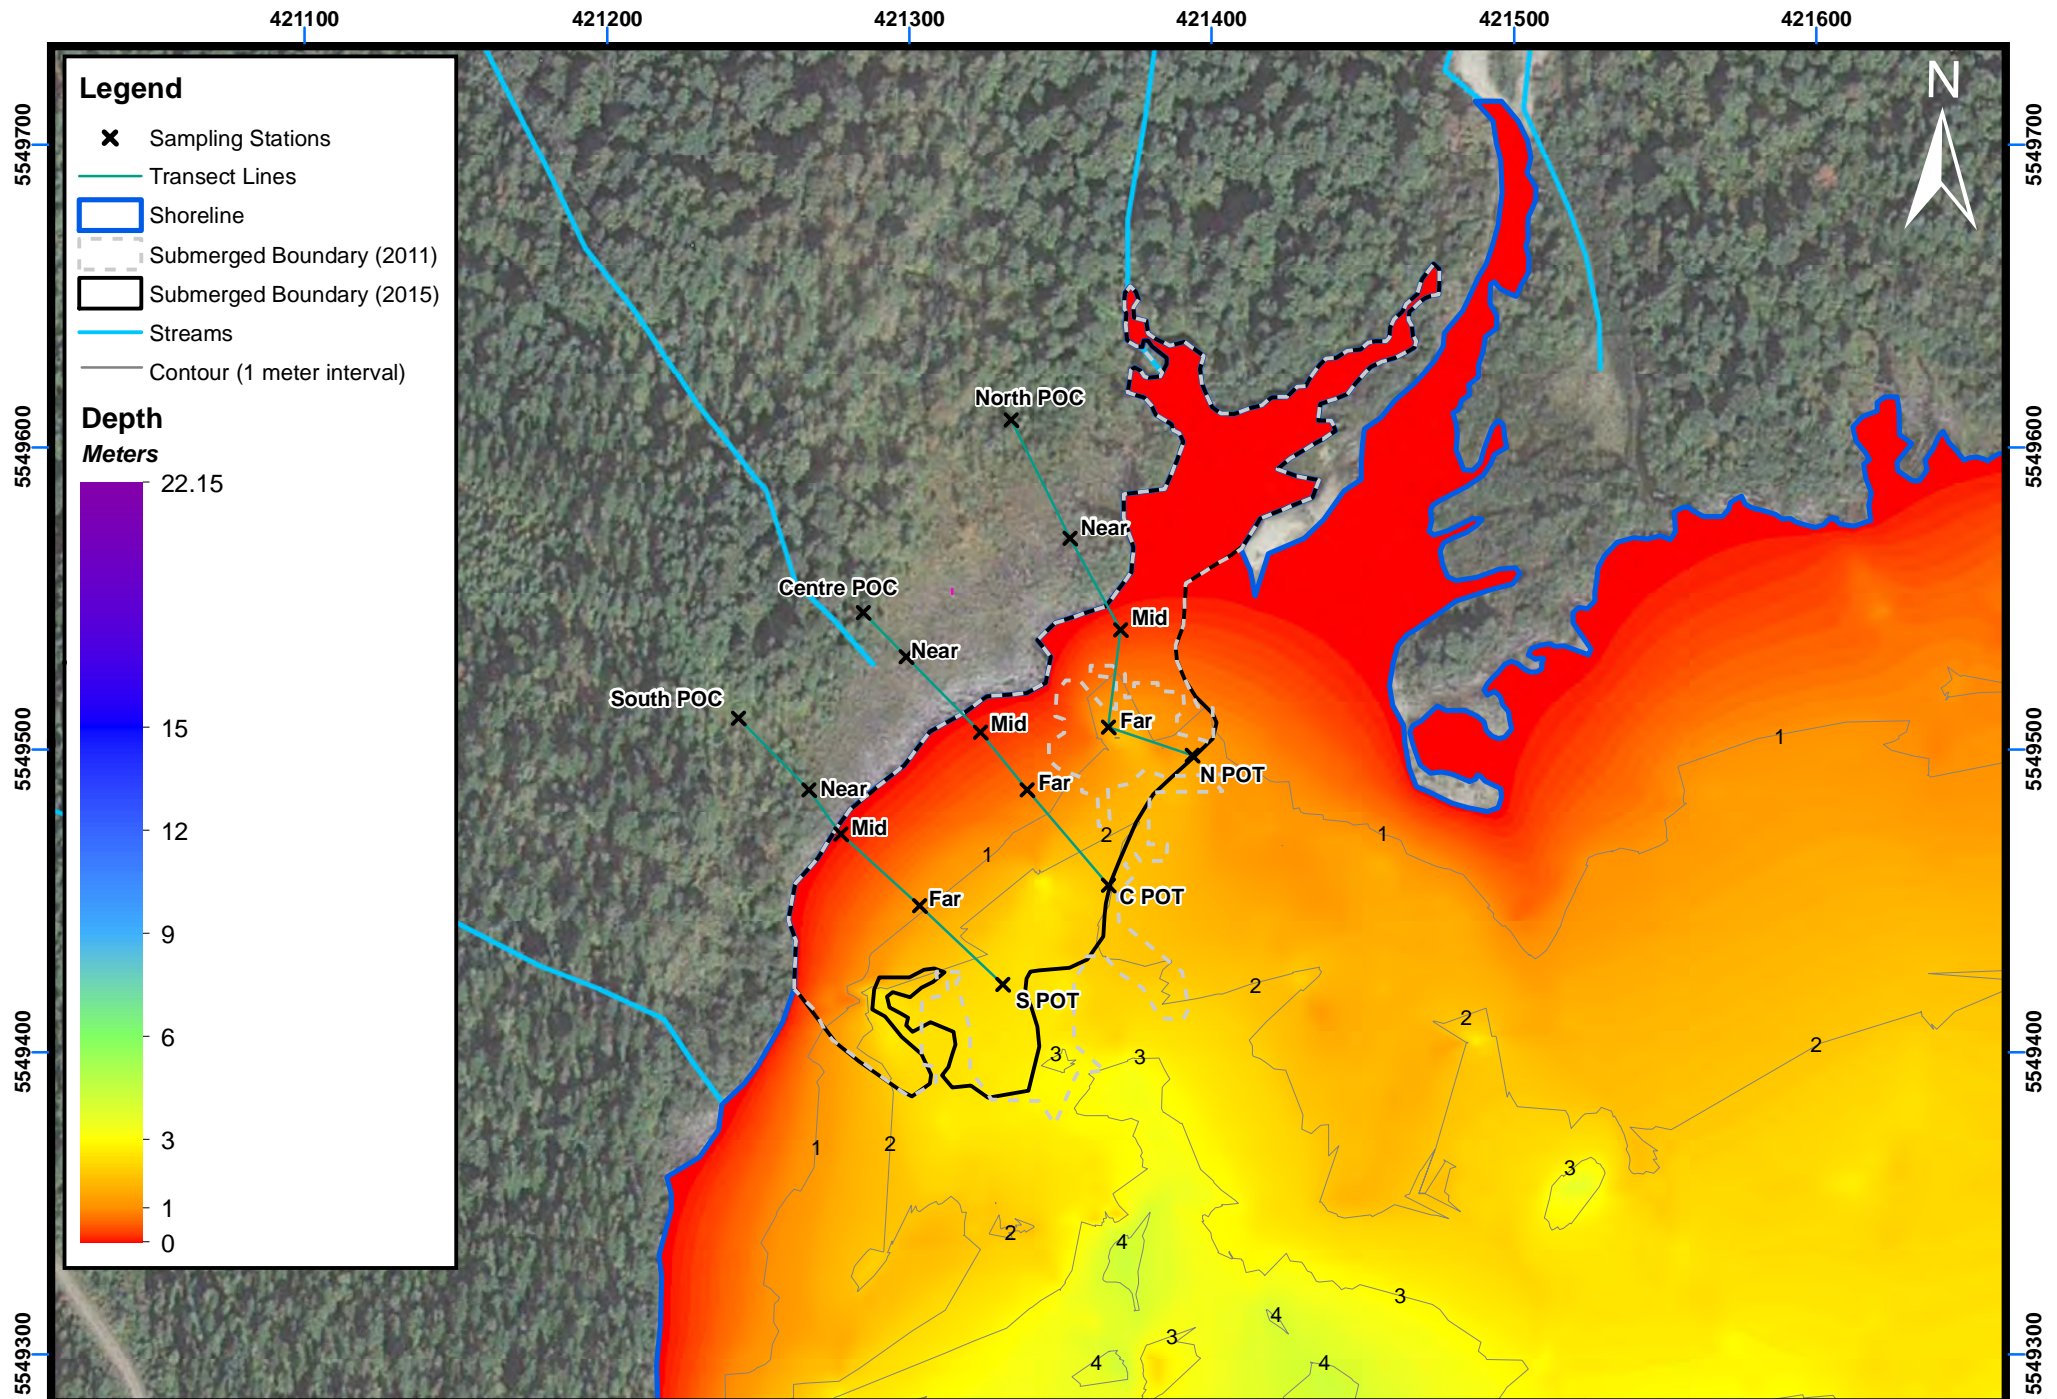 421100 421200 421300 421400 421500 421600
Legend
Sampling Stations
Transect Lines
Shoreline
Submerged Boundary (2011)
Submerged Boundary (2015)
Streams
Contour (1 meter interval)
Depth
Meters
22.15
15
12
9
6
3
1
0
N
5549700
5549600
5549500
5549400
5549300
5549700
5549600
5549500
5549400
5549300
North POC
Near
Mid
Far
N POT
Centre POC
Near
Mid
Far
C POT
South POC
Near
Mid
Far
S POT
1
1
2
1
1
2
2
2
2
3
3
3
1
2
2
4
3
4
3
4
4